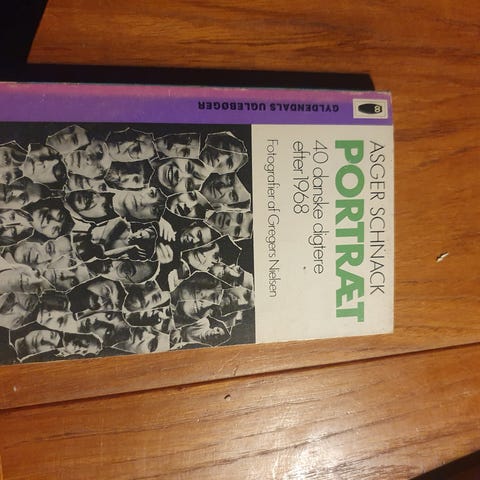 GYLDENDALS UGLEBØGER
ASGER SCHNACK
PORTRÆT
40 danske digtere
efter 1968
Fotografier af Gregers Nielsen